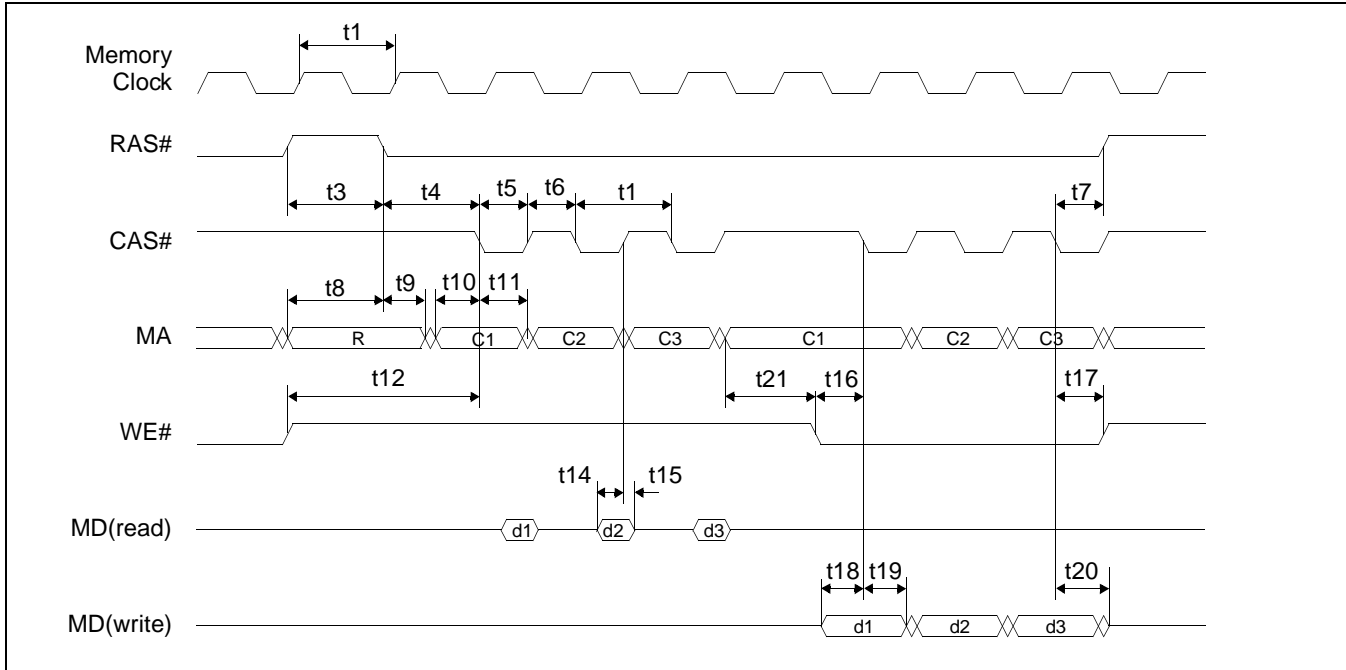 t1
Memory
Clock
RAS#
t3 t4 t5 t6 t1 t7
CAS#
t8 t9 t10 t11
MA R C1 C2 C3 C1 C2 C3
t12 t21 t16 t17
WE#
t14 t15
MD(read) d1 d2 d3
t18 t19 t20
MD(write) d1 d2 d3